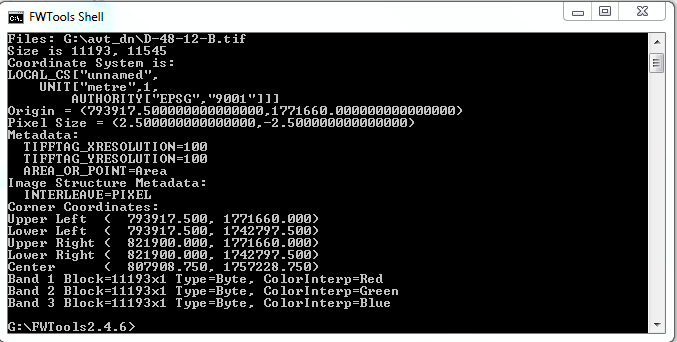 FWTools Shell
Files: G:\avt_dn\D-48-12-B.tif
Size is 11193, 11545
Coordinate System is:
LOCAL_CS["unnamed",
    UNIT["metre",1,
        AUTHORITY["EPSG","9001"]]]
Origin = (793917.500000000000000,1771660.000000000000000)
Pixel Size = (2.500000000000000,-2.500000000000000)
Metadata:
  TIFFTAG_XRESOLUTION=100
  TIFFTAG_YRESOLUTION=100
  AREA_OR_POINT=Area
Image Structure Metadata:
  INTERLEAVE=PIXEL
Corner Coordinates:
Upper Left  (  793917.500, 1771660.000)
Lower Left  (  793917.500, 1742797.500)
Upper Right (  821900.000, 1771660.000)
Lower Right (  821900.000, 1742797.500)
Center      (  807908.750, 1757228.750)
Band 1 Block=11193x1 Type=Byte, ColorInterp=Red
Band 2 Block=11193x1 Type=Byte, ColorInterp=Green
Band 3 Block=11193x1 Type=Byte, ColorInterp=Blue
G:\FWTools2.4.6>